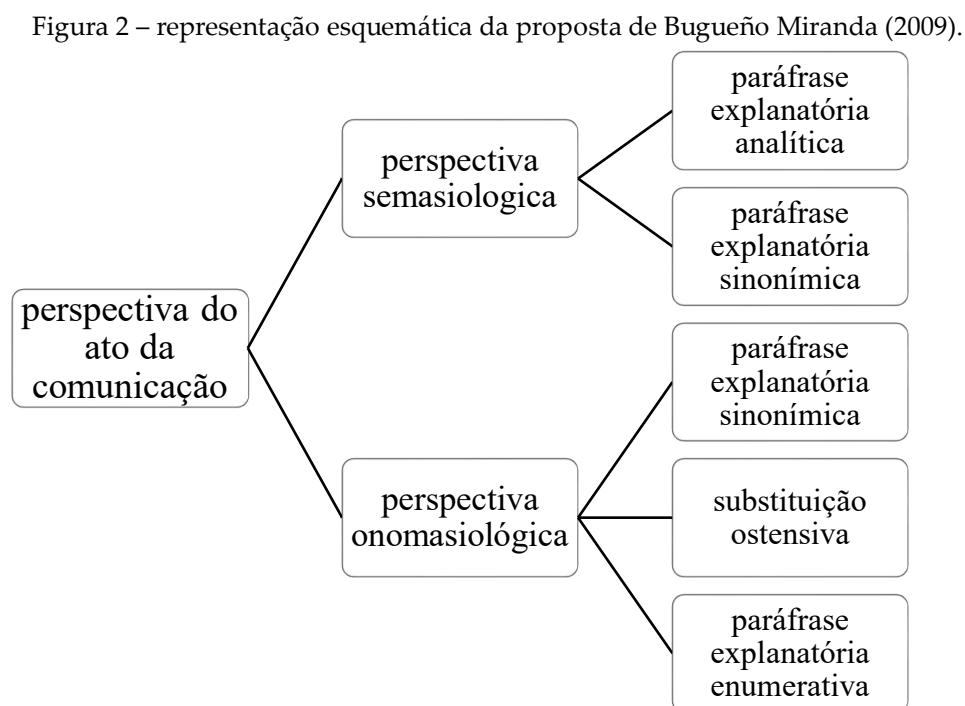 Figura 2 – representação esquemática da proposta de Bugueño Miranda (2009).
perspectiva do
ato da
comunicação
perspectiva
semasiologica
paráfrase
explanatória
analítica
paráfrase
explanatória
sinonímica
perspectiva
onomasiológica
paráfrase
explanatória
sinonímica
substituição
ostensiva
paráfrase
explanatória
enumerativa